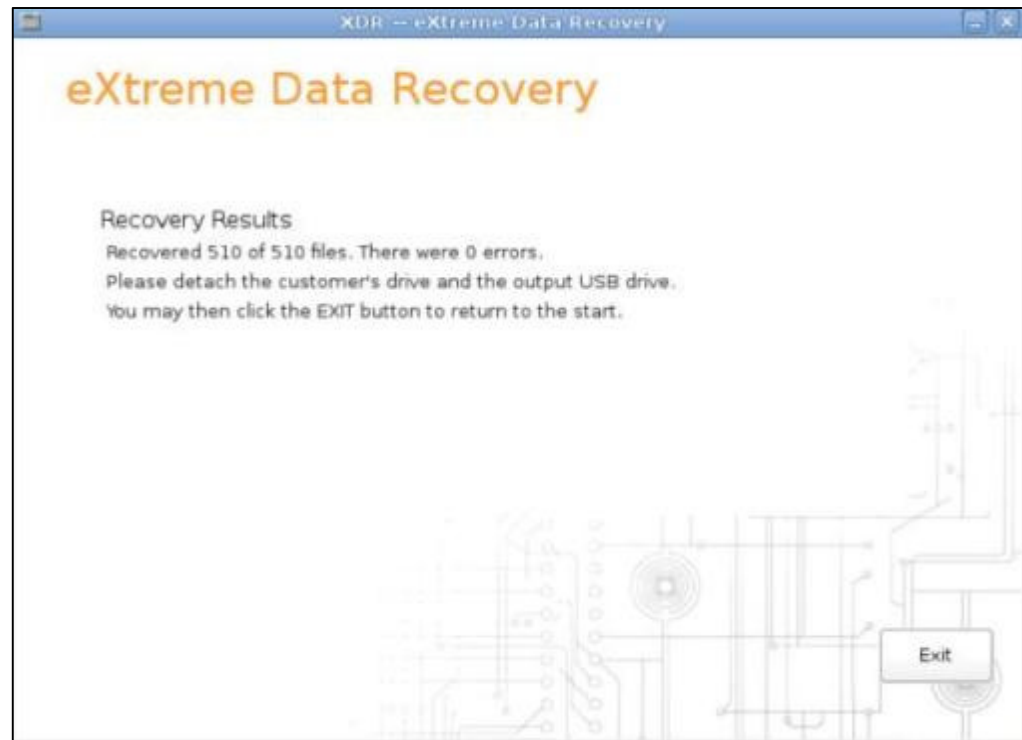 XDR -- eXtreme Data Recovery
eXtreme Data Recovery
Recovery Results
Recovered 510 of 510 files. There were 0 errors.
Please detach the customer's drive and the output USB drive.
You may then click the EXIT button to return to the start.
Exit